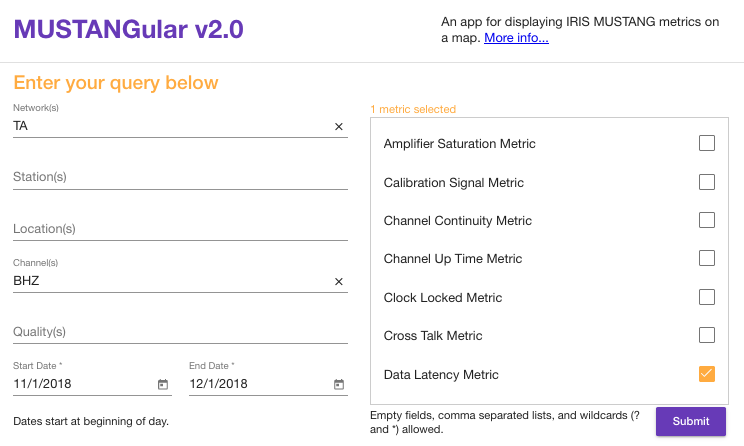 MUSTANGular v2.0
An app for displaying IRIS MUSTANG metrics on
a map. More info...
Enter your query below
Network(s)
TA
Station(s)
Location(s)
Channel(s)
BHZ
Quality(s)
Start Date *
11/1/2018
End Date *
12/1/2018
Dates start at beginning of day.
1 metric selected
Amplifier Saturation Metric
Calibration Signal Metric
Channel Continuity Metric
Channel Up Time Metric
Clock Locked Metric
Cross Talk Metric
Data Latency Metric
Empty fields, comma separated lists, and wildcards (?
and *) allowed.
Submit